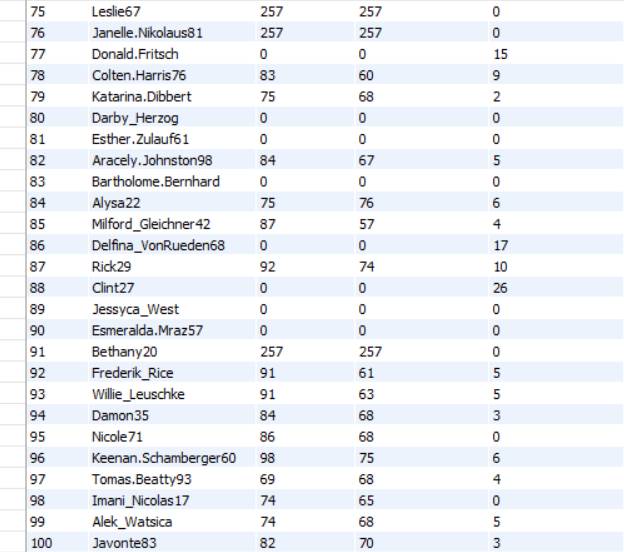 75 Leslie67 257 257 0
76 Janelle.Nikolaus81 257 257 0
77 Donald.Fritsch 0 0 15
78 Colten.Harris76 83 60 9
79 Katarina.Dibbert 75 68 2
80 Darby_Herzog 0 0 0
81 Esther.Zulauf61 0 0 0
82 Aracely.Johnston98 84 67 5
83 Bartholome.Bernhard 0 0 0
84 Alysa22 75 76 6
85 Milford_Gleichner42 87 57 4
86 Delfina_VonRueden68 0 0 17
87 Rick29 92 74 10
88 Clint27 0 0 26
89 Jessyca_West 0 0 0
90 Esmeralda.Mraz57 0 0 0
91 Bethany20 257 257 0
92 Frederik_Rice 91 61 5
93 Willie_Leuschke 91 63 5
94 Damon35 84 68 3
95 Nicole71 86 68 0
96 Keenan.Schamberger60 98 75 6
97 Tomas.Beatty93 69 68 4
98 Imani_Nicolas17 74 65 0
99 Alek_Watsica 74 68 5
100 Javonte83 82 70 3